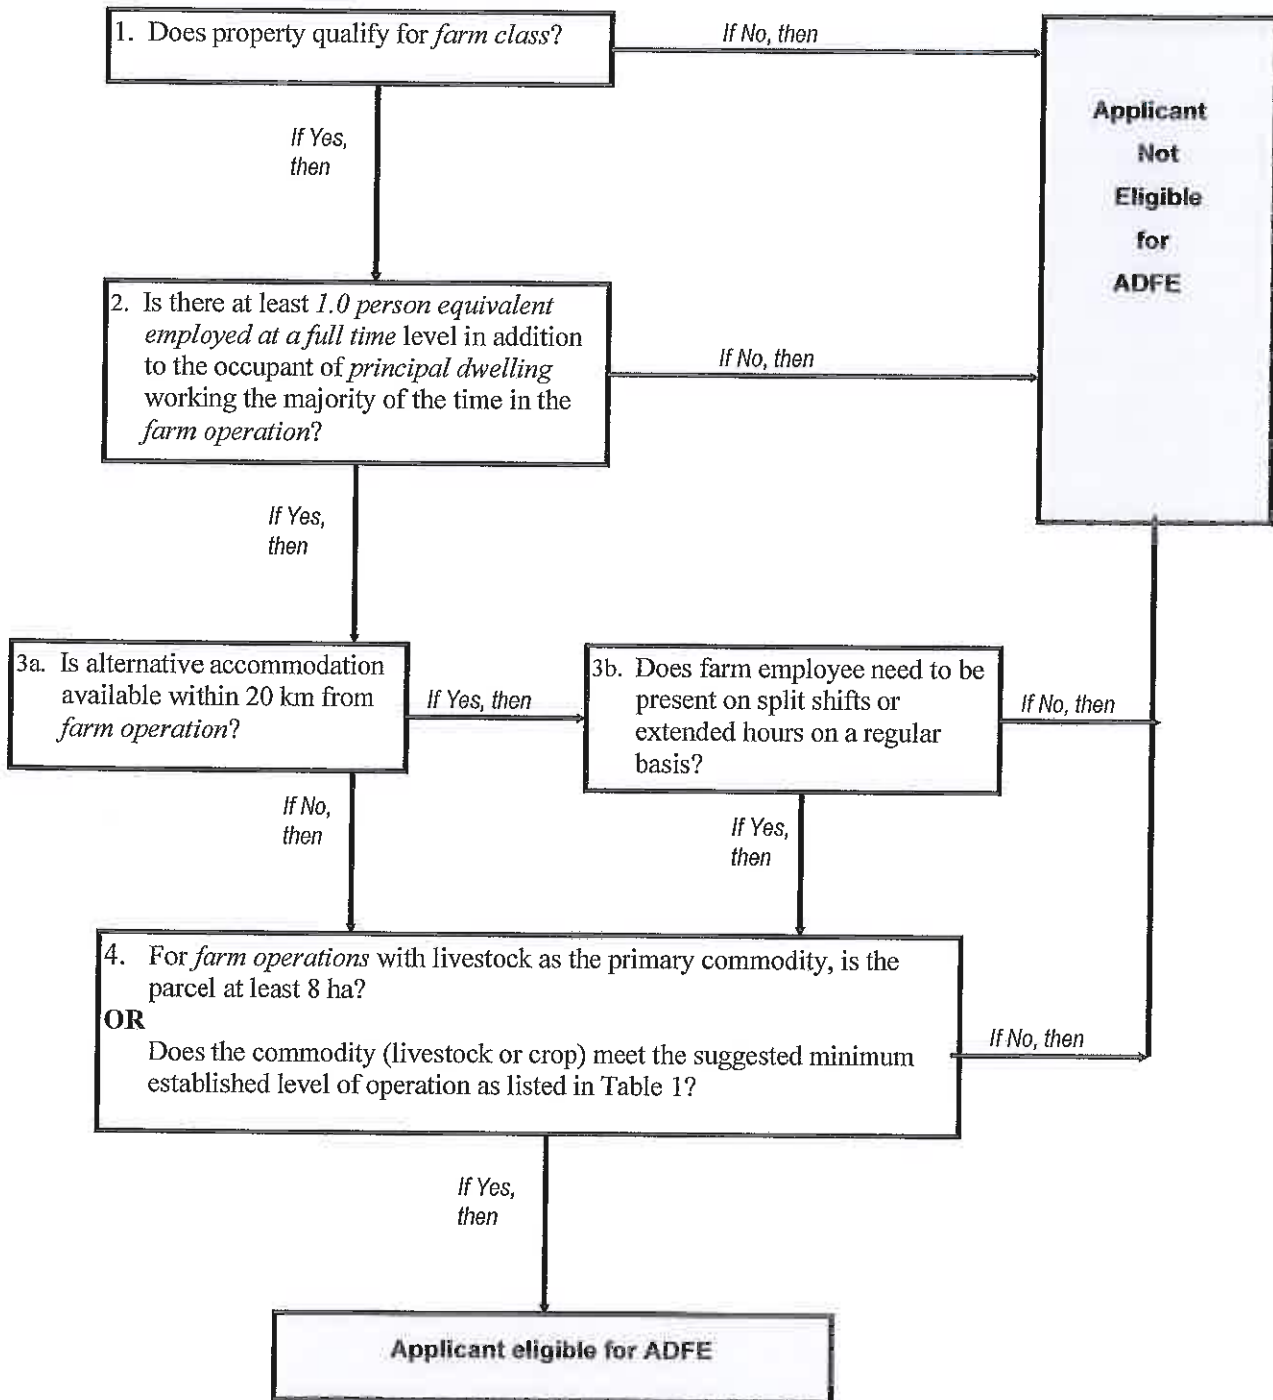 1. Does property qualify for farm class?
If No, then
Applicant
Not
Eligible
for
ADFE
If Yes,
then
2. Is there at least 1.0 person equivalent
employed at a full time level in addition
to the occupant of principal dwelling
working the majority of the time in the
farm operation?
If No, then
If Yes,
then
3a. Is alternative accommodation
available within 20 km from
farm operation?
If Yes, then
3b. Does farm employee need to be
present on split shifts or
extended hours on a regular
basis?
If No, then
If No,
then
If Yes,
then
4. For farm operations with livestock as the primary commodity, is the
parcel at least 8 ha?
OR
Does the commodity (livestock or crop) meet the suggested minimum
established level of operation as listed in Table 1?
If No, then
If Yes,
then
Applicant eligible for ADFE